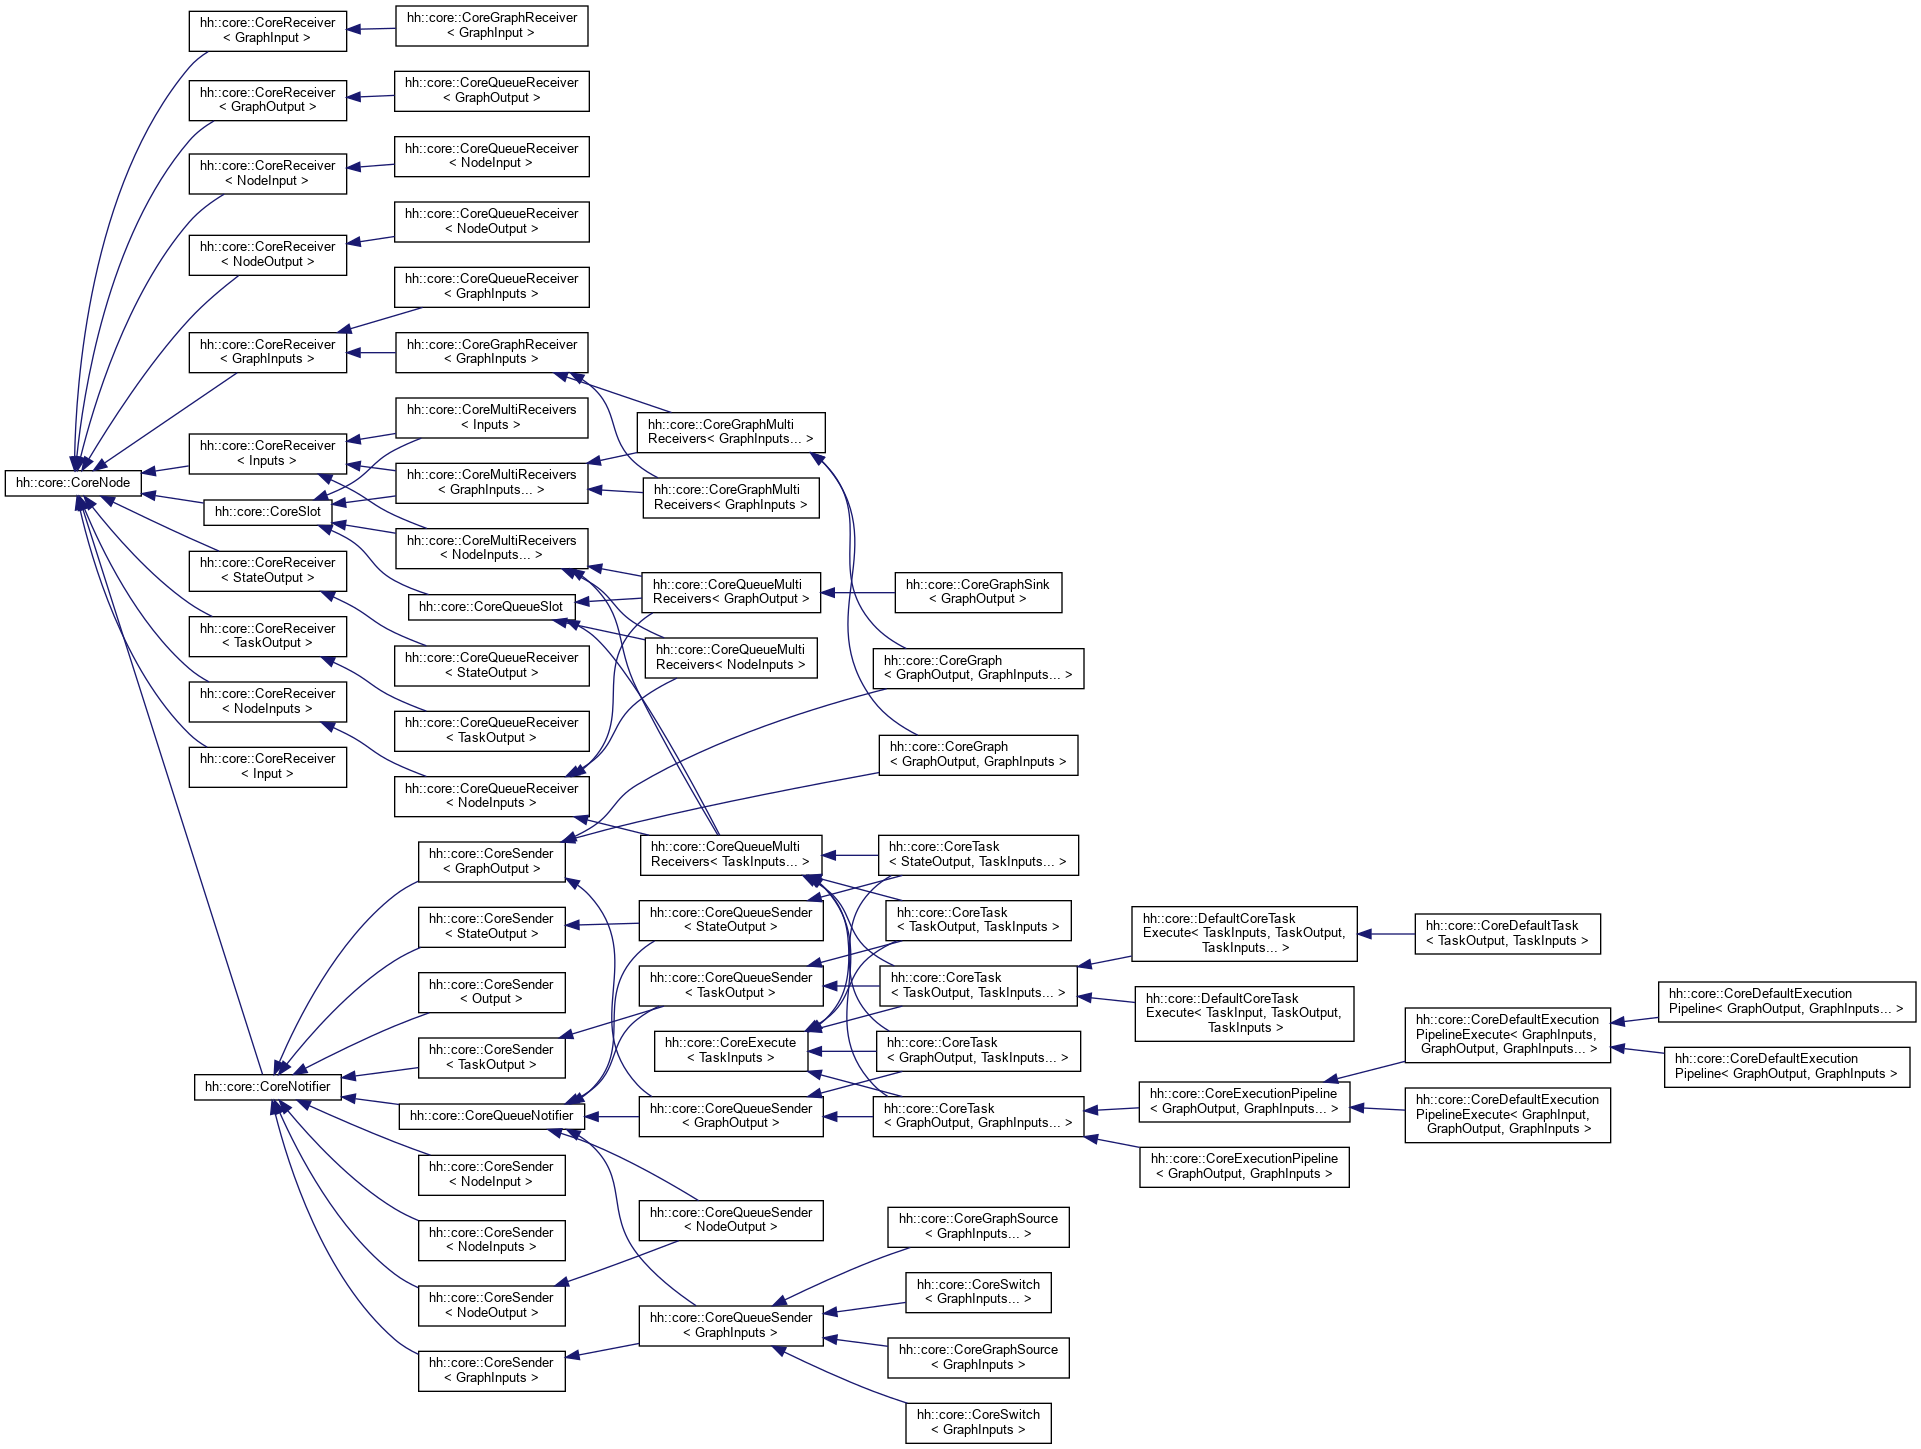 hh::core::CoreNode
hh::core::CoreReceiver
< GraphInput >
hh::core::CoreReceiver
< GraphOutput >
hh::core::CoreReceiver
< NodeInput >
hh::core::CoreReceiver
< NodeOutput >
hh::core::CoreReceiver
< GraphInputs >
hh::core::CoreReceiver
< Inputs >
hh::core::CoreSlot
hh::core::CoreReceiver
< StateOutput >
hh::core::CoreReceiver
< TaskOutput >
hh::core::CoreReceiver
< NodeInputs >
hh::core::CoreReceiver
< Input >
hh::core::CoreNotifier
hh::core::CoreGraphReceiver
< GraphInput >
hh::core::CoreQueueReceiver
< GraphOutput >
hh::core::CoreQueueReceiver
< NodeInput >
hh::core::CoreQueueReceiver
< NodeOutput >
hh::core::CoreQueueReceiver
< GraphInputs >
hh::core::CoreGraphReceiver
< GraphInputs >
hh::core::CoreMultiReceivers
< Inputs >
hh::core::CoreMultiReceivers
< GraphInputs... >
hh::core::CoreMultiReceivers
< NodeInputs... >
hh::core::CoreQueueSlot
hh::core::CoreQueueReceiver
< StateOutput >
hh::core::CoreQueueReceiver
< TaskOutput >
hh::core::CoreQueueReceiver
< NodeInputs >
hh::core::CoreSender
< GraphOutput >
hh::core::CoreSender
< StateOutput >
hh::core::CoreSender
< Output >
hh::core::CoreSender
< TaskOutput >
hh::core::CoreQueueNotifier
hh::core::CoreSender
< NodeInput >
hh::core::CoreSender
< NodeInputs >
hh::core::CoreSender
< NodeOutput >
hh::core::CoreSender
< GraphInputs >
hh::core::CoreGraphMulti
Receivers< GraphInputs... >
hh::core::CoreGraphMulti
Receivers< GraphInputs >
hh::core::CoreQueueMulti
Receivers< GraphOutput >
hh::core::CoreQueueMulti
Receivers< NodeInputs >
hh::core::CoreQueueMulti
Receivers< TaskInputs... >
hh::core::CoreQueueSender
< StateOutput >
hh::core::CoreQueueSender
< TaskOutput >
hh::core::CoreExecute
< TaskInputs >
hh::core::CoreQueueSender
< GraphOutput >
hh::core::CoreQueueSender
< NodeOutput >
hh::core::CoreQueueSender
< GraphInputs >
hh::core::CoreGraphSink
< GraphOutput >
hh::core::CoreGraph
< GraphOutput, GraphInputs... >
hh::core::CoreGraph
< GraphOutput, GraphInputs >
hh::core::CoreTask
< StateOutput, TaskInputs... >
hh::core::CoreTask
< TaskOutput, TaskInputs >
hh::core::CoreTask
< TaskOutput, TaskInputs... >
hh::core::CoreTask
< GraphOutput, TaskInputs... >
hh::core::CoreTask
< GraphOutput, GraphInputs... >
hh::core::CoreGraphSource
< GraphInputs... >
hh::core::CoreSwitch
< GraphInputs... >
hh::core::CoreGraphSource
< GraphInputs >
hh::core::CoreSwitch
< GraphInputs >
hh::core::DefaultCoreTask
Execute< TaskInputs, TaskOutput,
TaskInputs... >
hh::core::DefaultCoreTask
Execute< TaskInput, TaskOutput,
TaskInputs >
hh::core::CoreExecutionPipeline
< GraphOutput, GraphInputs... >
hh::core::CoreExecutionPipeline
< GraphOutput, GraphInputs >
hh::core::CoreDefaultTask
< TaskOutput, TaskInputs >
hh::core::CoreDefaultExecution
PipelineExecute< GraphInputs,
GraphOutput, GraphInputs... >
hh::core::CoreDefaultExecution
PipelineExecute< GraphInput,
GraphOutput, GraphInputs >
hh::core::CoreDefaultExecution
Pipeline< GraphOutput, GraphInputs... >
hh::core::CoreDefaultExecution
Pipeline< GraphOutput, GraphInputs >